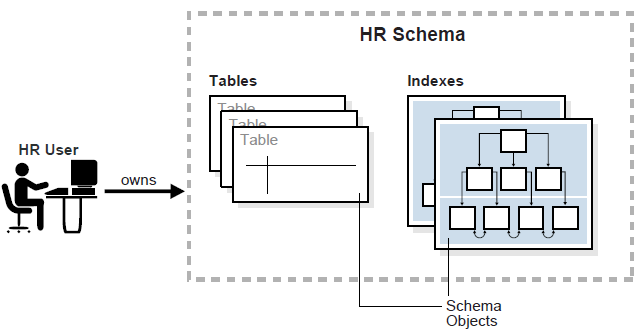 HR Schema
Tables
Indexes
Table
Table
Table
HR User
owns
Schema
Objects